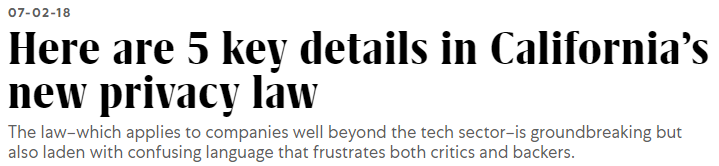 07-02-18
Here are 5 key details in California’s
new privacy law
The law–which applies to companies well beyond the tech sector–is groundbreaking but
also laden with confusing language that frustrates both critics and backers.